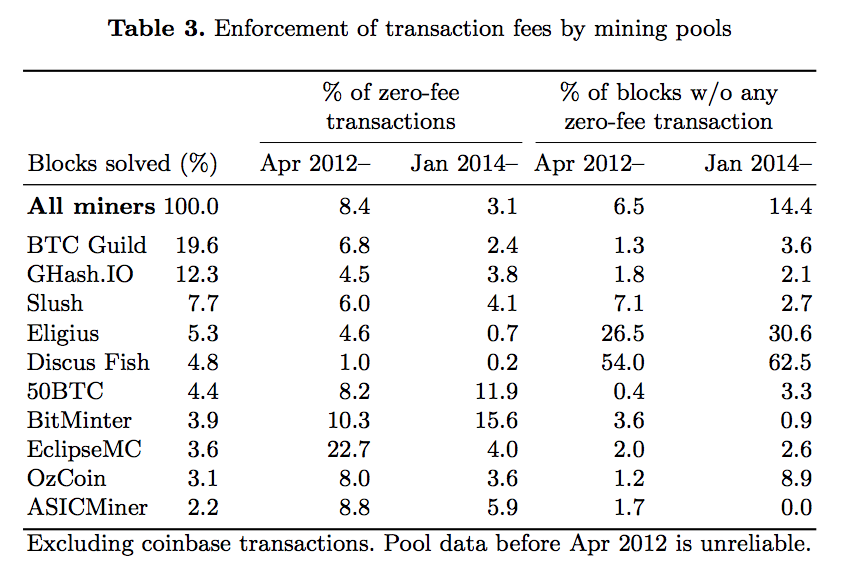 Table 3. Enforcement of transaction fees by mining pools
% of zero-fee % of blocks w/o any
transactions zero-fee transaction
Blocks solved (%) Apr 2012– Jan 2014– Apr 2012– Jan 2014–
All miners 100.0 8.4 3.1 6.5 14.4
BTC Guild 19.6 6.8 2.4 1.3 3.6
GHash.IO 12.3 4.5 3.8 1.8 2.1
Slush 7.7 6.0 4.1 7.1 2.7
Eligius 5.3 4.6 0.7 26.5 30.6
Discus Fish 4.8 1.0 0.2 54.0 62.5
50BTC 4.4 8.2 11.9 0.4 3.3
BitMinter 3.9 10.3 15.6 3.6 0.9
EclipseMC 3.6 22.7 4.0 2.0 2.6
OzCoin 3.1 8.0 3.6 1.2 8.9
ASICMiner 2.2 8.8 5.9 1.7 0.0
Excluding coinbase transactions. Pool data before Apr 2012 is unreliable.